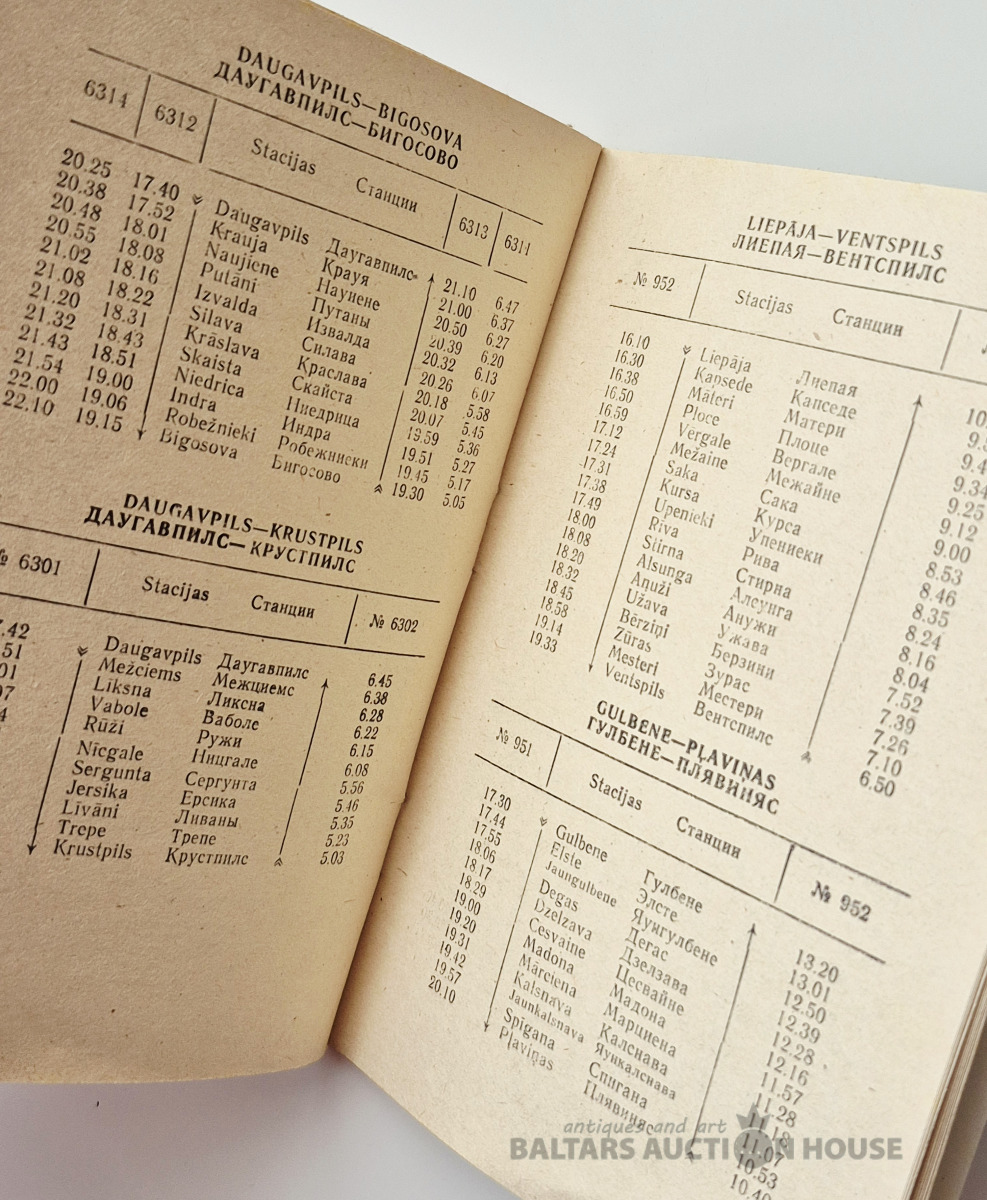 DAUGAVPILS—BIGOSOVA
ДАУГАВПИЛС—БИГОСОВО
6314 6312 Stacijas Станции 6313 6311
20.25 17.40 Daugavpils Даугавпилс 21.10 6.47
20.38 17.52 Krauja Крауя 21.00 6.37
20.48 18.01 Naujiene Наунене 20.50 6.27
20.55 18.08 Putāni Путаны 20.39 6.20
21.02 18.16 Izvalda Извалда 20.32 6.13
21.08 18.22 Silava Силава 20.26 6.07
21.20 18.31 Krāslava Краслава 20.18 5.58
21.32 18.43 Skaista Скайста 20.07 5.45
21.43 18.51 Niedrica Ниедрица 19.59 5.36
21.54 19.00 Indra Индра 19.51 5.27
22.00 19.06 Robežnieki Робежниеки 19.45 5.17
22.10 19.15 Bigosova Бигосово 19.30 5.05
DAUGAVPILS—KRUSTPILS
ДАУГАВПИЛС—КРУСТПИЛС
№ 6301 Stacijas Станции № 6302
Daugavpils Даугавпилс 6.45
Mežciems Межциемс 6.38
Līksna Ликсна 6.28
Vabole Ваболе 6.22
Rūži Ружи 6.15
Nīcgale Ницгале 6.08
Sergunta Сергунта 5.56
Jersika Ерсика 5.46
Līvāni Ливаны 5.35
Trepe Трепе 5.23
Krustpils Крустпилс 5.03
LIEPĀJA—VENTSPILS
ЛИЕПАЯ—ВЕНТСПИЛС
№ 952 Stacijas Станции
16.10 Liepāja Лиепая
16.30 Kapsede Капседе
16.38 Māteri Матери
16.50 Ploce Плоце 9.34
16.59 Vērgale Вергале 9.25
17.12 Mežaine Межайне 9.12
17.24 Saka Сака 9.00
17.31 Kursa Курса 8.53
17.38 Upenieki Упениеки 8.46
17.49 Rīva Рива 8.35
18.00 Stirna Стирна 8.24
18.08 Alsunga Алсунга 8.16
18.20 Anuži Анужи 8.04
18.32 Užava Ужава 7.52
18.45 Bērziņi Берзини 7.39
18.58 Zūras Зурас 7.26
19.14 Mesteri Местери 7.10
19.33 Ventspils Вентспилс 6.50
GULBENE—PĻAVIŅAS
ГУЛБЕНЕ—ПЛЯВИНЯС
№ 951 Stacijas Станции № 952
17.30 Gulbene Гулбене 13.20
17.44 Elste Элсте 13.01
17.55 Jaungulbene Яунгулбене 12.50
18.06 Degas Дегас 12.39
18.17 Dzelzava Дзелзава 12.28
18.29 Cesvaine Цесвайне 12.16
19.00 Madona Мадона 11.57
19.20 Mārciena Марциена 11.28
19.31 Kalsnava Калснава 11.18
19.42 Jaunkalsnava Яункалснава 11.07
19.57 Spīgana Спигана 10.53
20.10 Pļaviņas Плявиняс 10.40
antiques and art
BALTARS AUCTION HOUSE